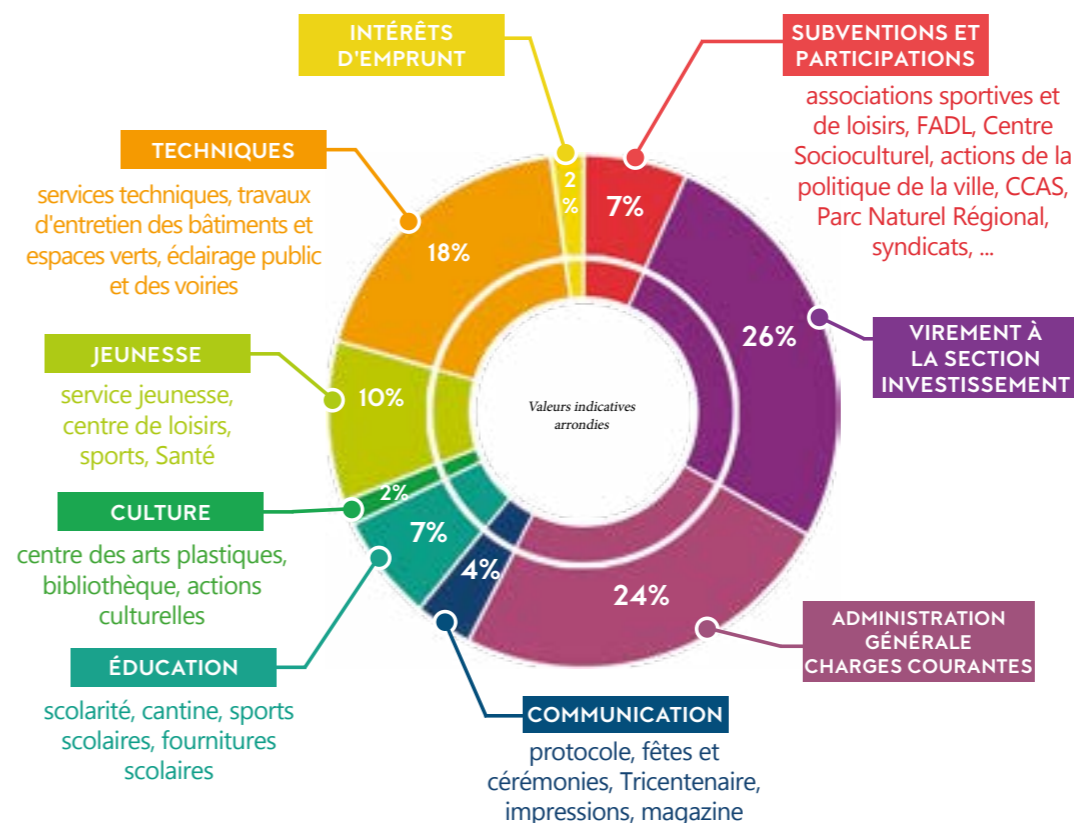 INTÉRÊTS
D'EMPRUNT
SUBVENTIONS ET
PARTICIPATIONS
associations sportives et
de loisirs, FADL, Centre
Socioculturel, actions de la
politique de la ville, CCAS,
Parc Naturel Régional,
syndicats, ...
TECHNIQUES
services techniques, travaux
d'entretien des bâtiments et
espaces verts, éclairage public
et des voiries
2
%
7%
18%
26%
VIREMENT À
LA SECTION
INVESTISSEMENT
JEUNESSE
service jeunesse,
centre de loisirs,
sports, Santé
10%
Valeurs indicatives
arrondies
CULTURE
centre des arts plastiques,
bibliothèque, actions
culturelles
2%
7%
4%
24%
ADMINISTRATION
GÉNÉRALE
CHARGES COURANTES
ÉDUCATION
scolarité, cantine, sports
scolaires, fournitures
scolaires
COMMUNICATION
protocole, fêtes et
cérémonies, Tricentenaire,
impressions, magazine